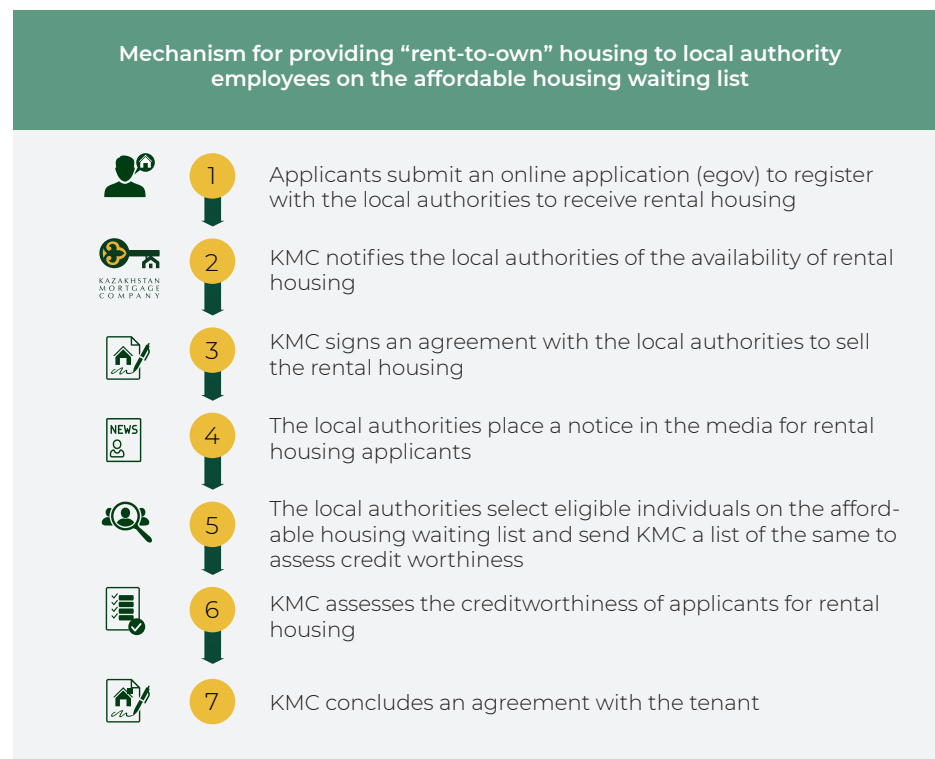 Mechanism for providing “rent-to-own” housing to local authority
employees on the affordable housing waiting list
1
Applicants submit an online application (egov) to register
with the local authorities to receive rental housing
KAZAKHSTAN
MORTGAGE
COMPANY
2
KMC notifies the local authorities of the availability of rental
housing
3
KMC signs an agreement with the local authorities to sell
the rental housing
NEWS
4
The local authorities place a notice in the media for rental
housing applicants
5
The local authorities select eligible individuals on the afford-
able housing waiting list and send KMC a list of the same to
assess credit worthiness
6
KMC assesses the creditworthiness of applicants for rental
housing
7
KMC concludes an agreement with the tenant